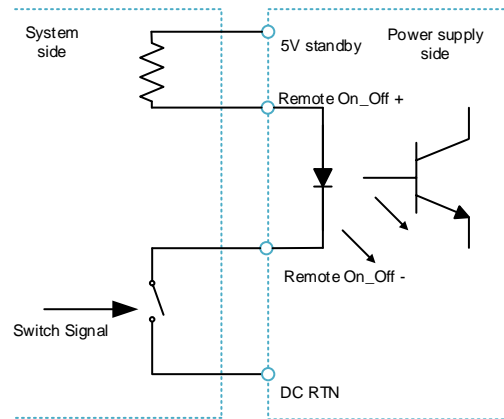 System
side
5V standby
Power supply
side
Remote On_Off +
Remote On_Off -
Switch Signal
DC RTN